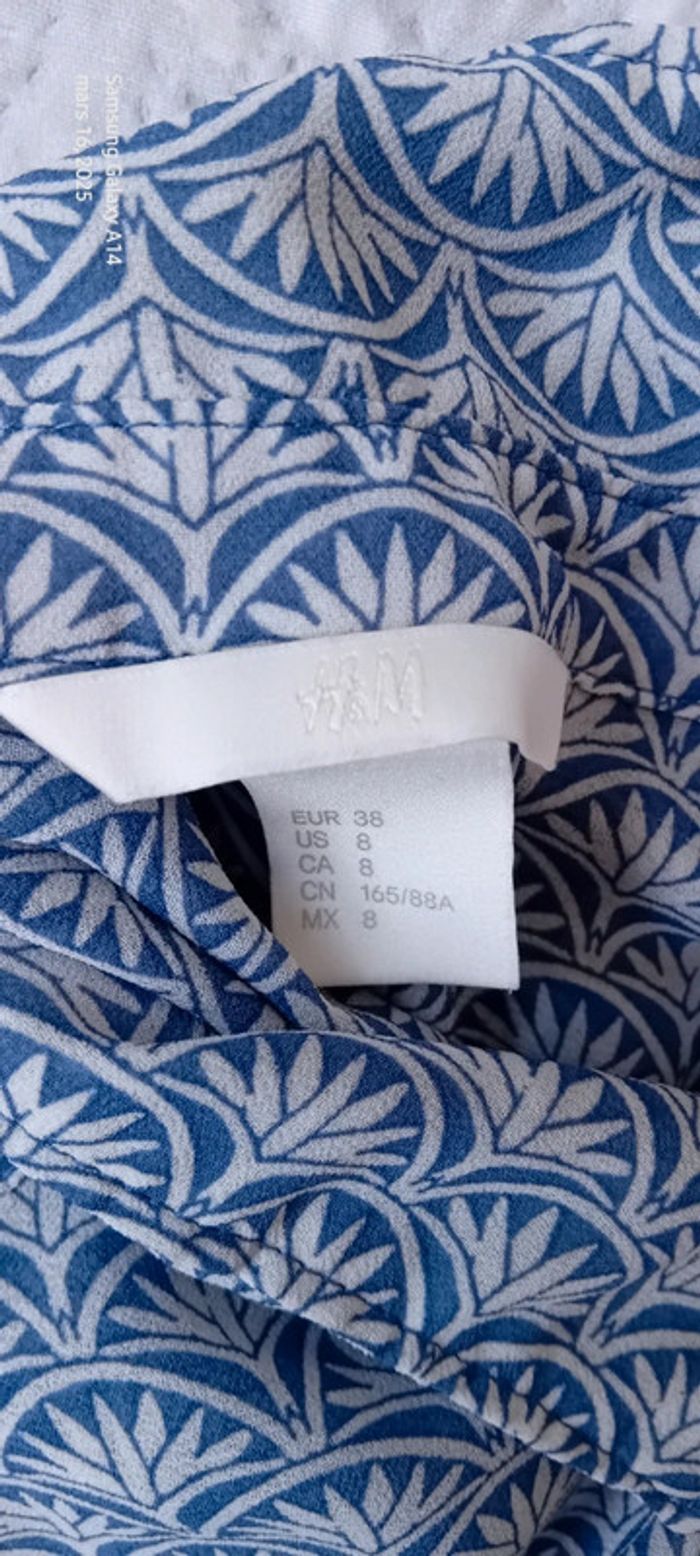 Samsung Galaxy A14
mars 16, 2025
H&M
EUR 38
US 8
CA 8
CN 165/88A
MX 8